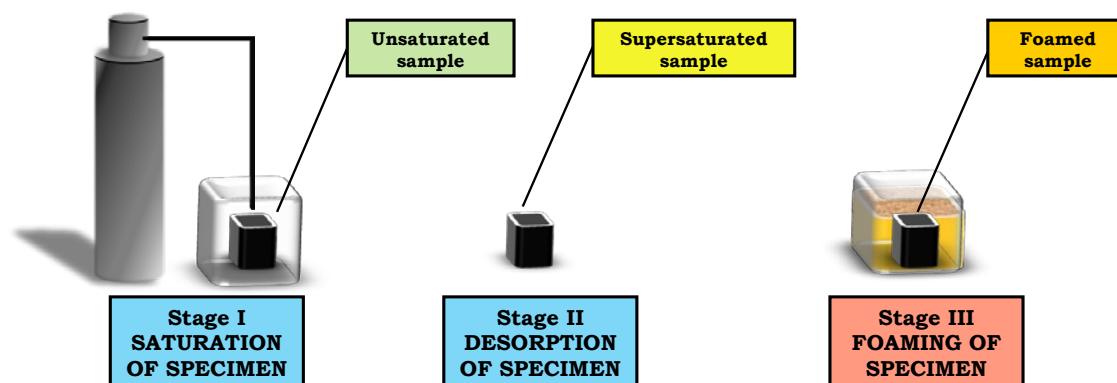 Unsaturated
sample
Supersaturated
sample
Foamed
sample
Stage I
SATURATION
OF SPECIMEN
Stage II
DESORPTION
OF SPECIMEN
Stage III
FOAMING OF
SPECIMEN